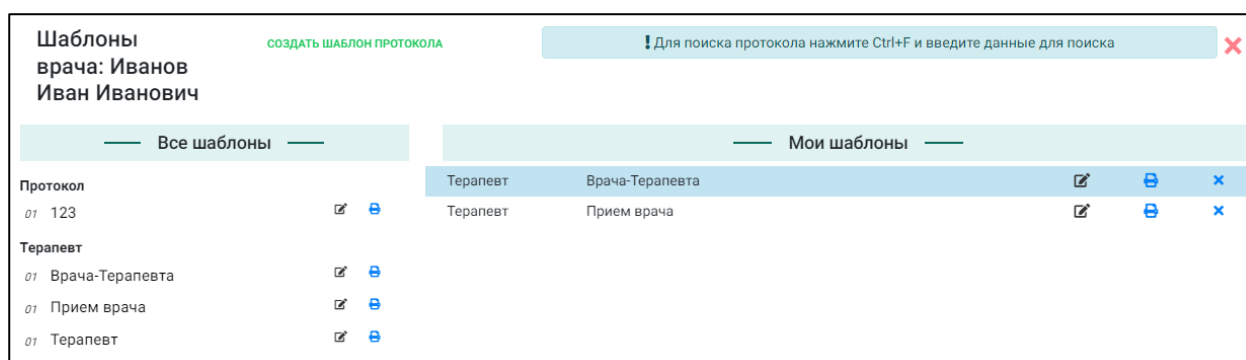 Шаблоны
врача: Иванов
Иван Иванович
СОЗДАТЬ ШАБЛОН ПРОТОКОЛА
! Для поиска протокола нажмите Ctrl+F и введите данные для поиска
Все шаблоны
Протокол
01 123
Терапевт
01 Врача-Терапевта
01 Прием врача
01 Терапевт
Мои шаблоны
Терапевт Врача-Терапевта
Терапевт Прием врача